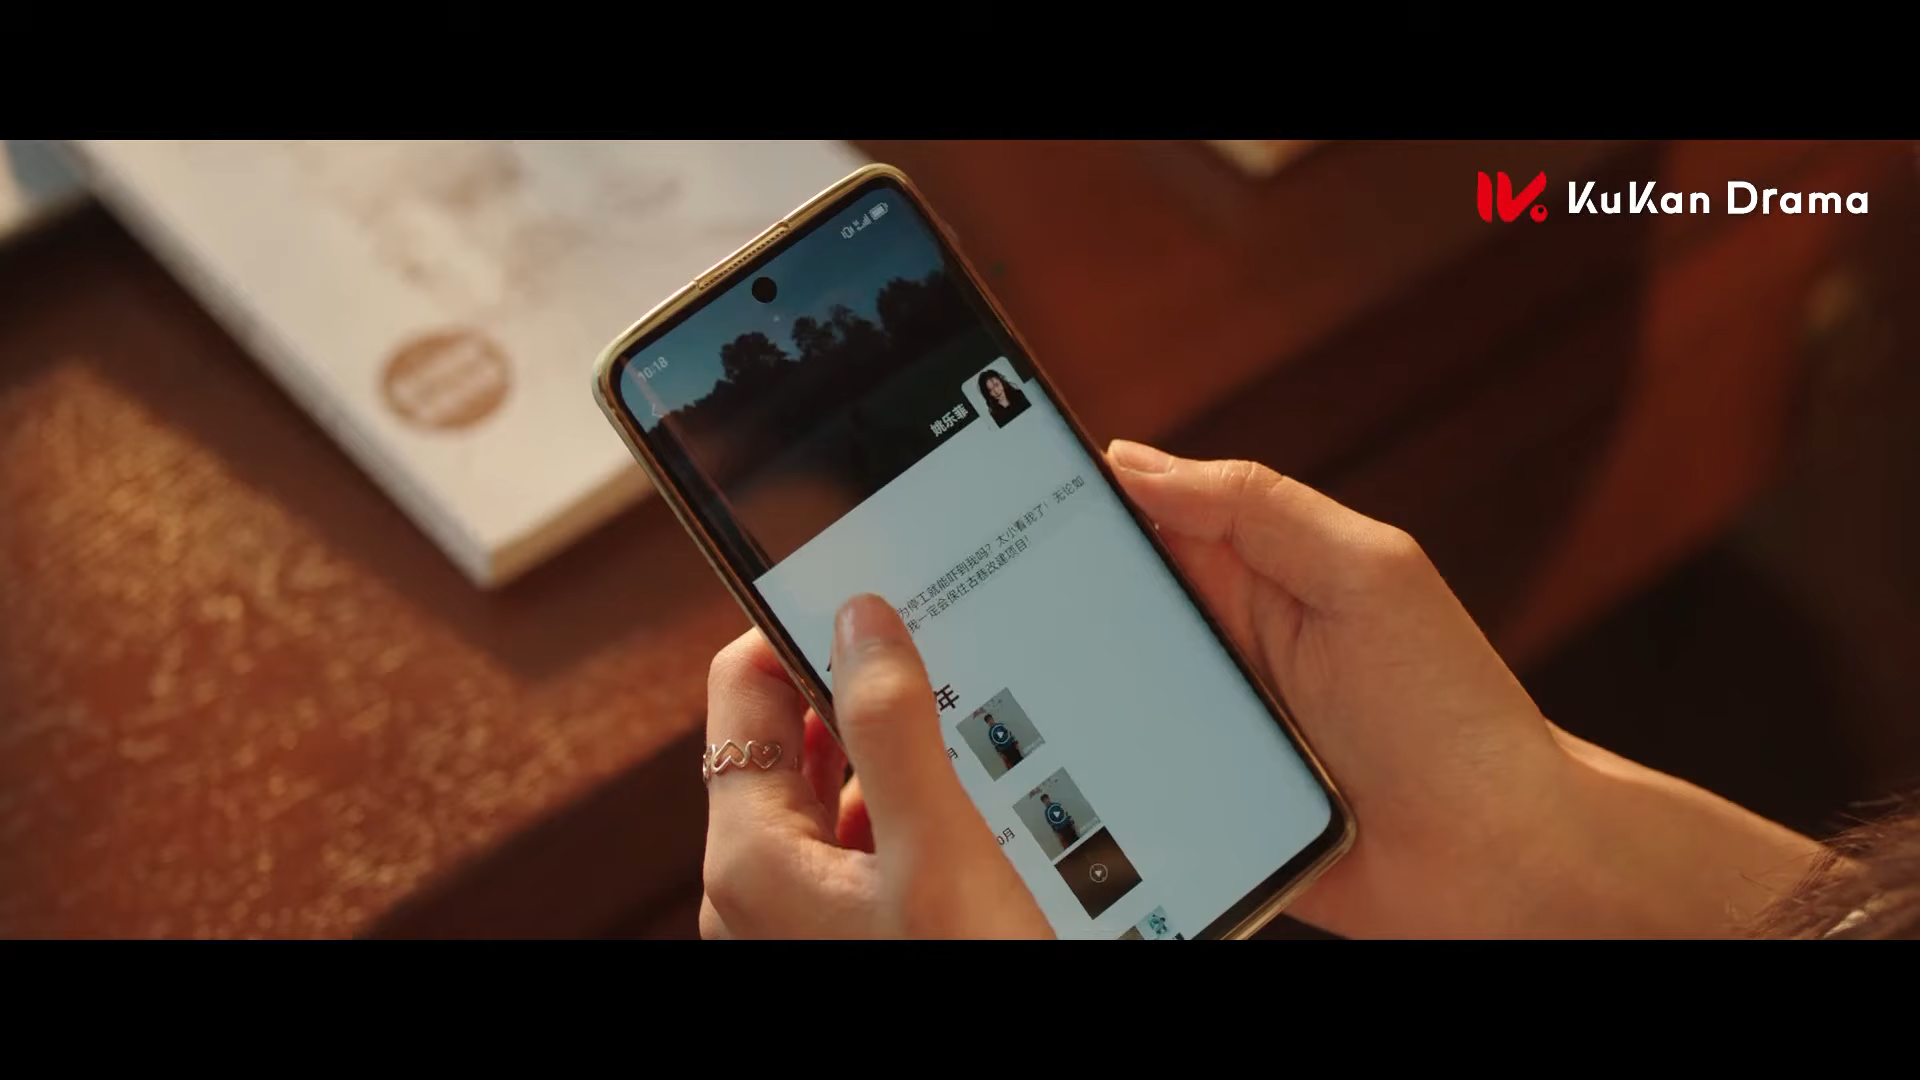 KuKan Drama
10:18
姚乐菲
为停工就能吓到我吗？太小看我了！无论如
我一定会保住古巷改建项目！
年
月
0月